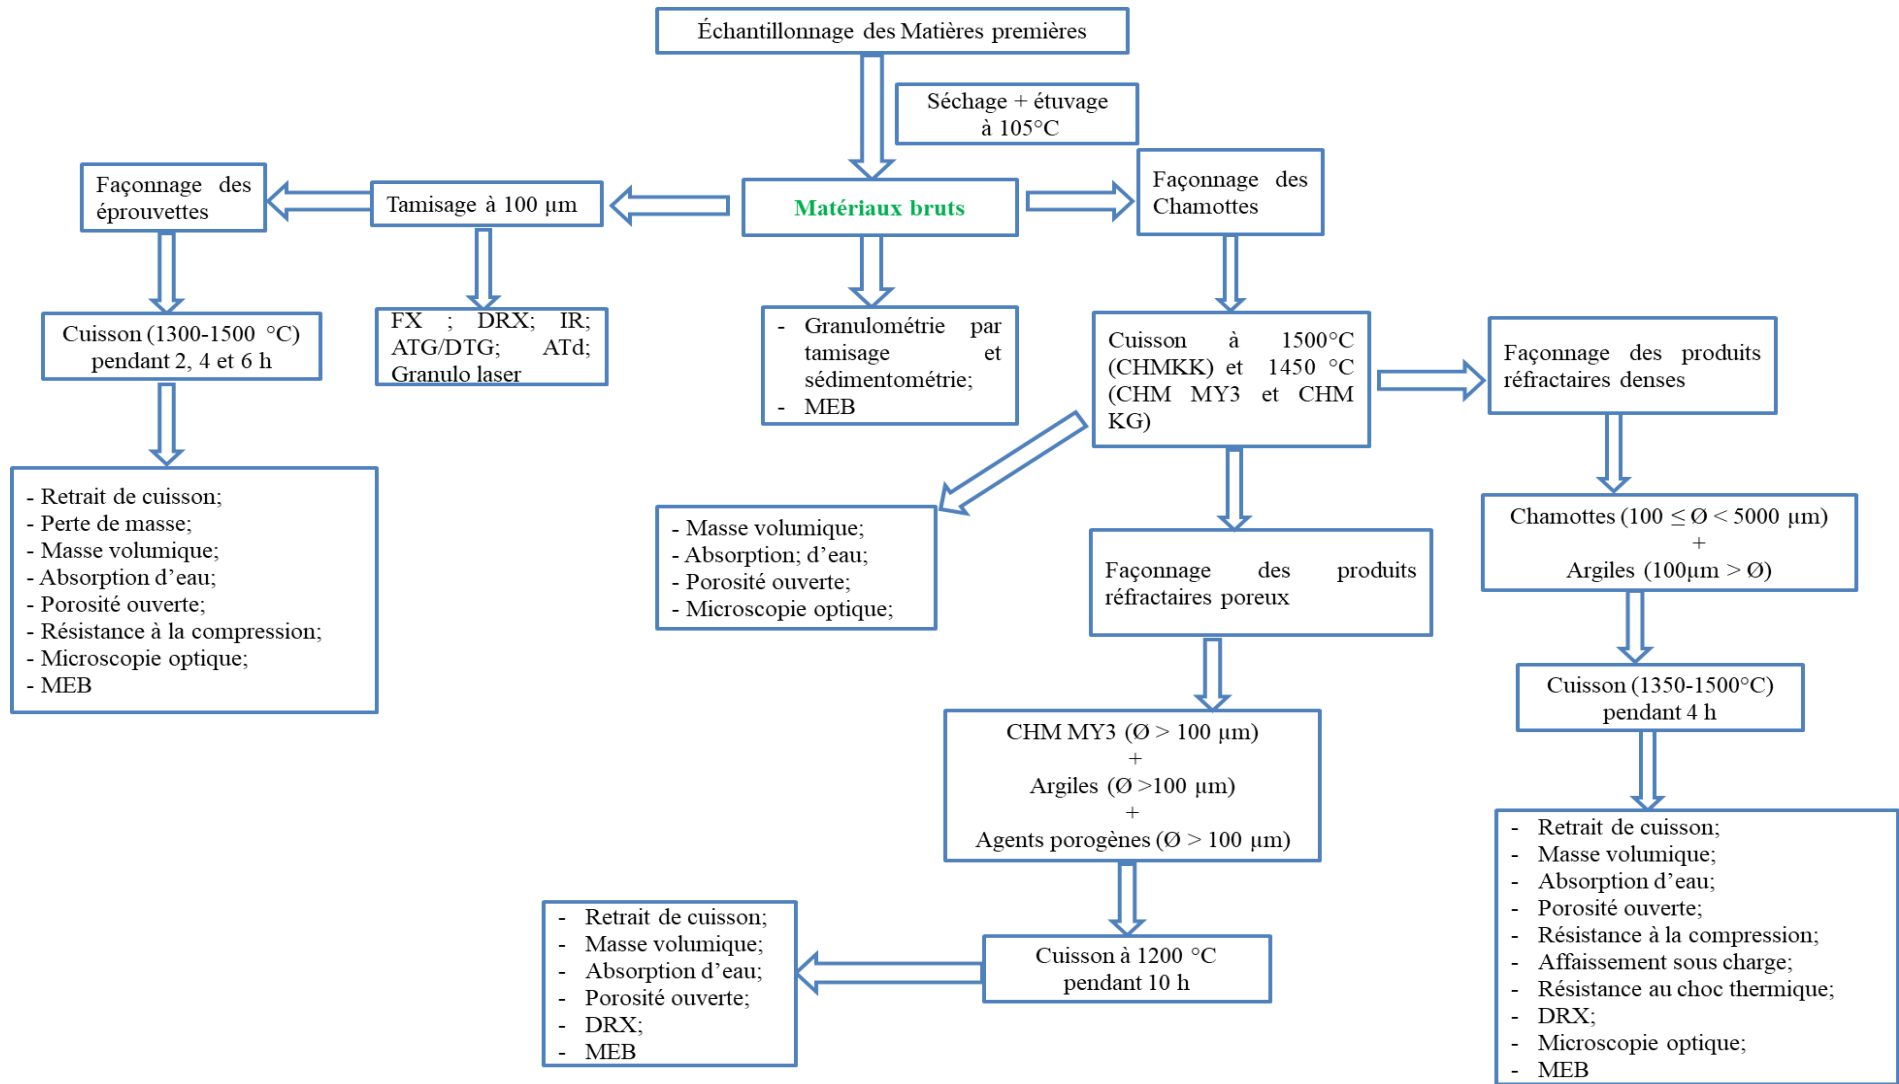 Échantillonnage des Matières premières
Séchage + étuvage
à 105°C
Façonnage des
éprouvettes
Tamisage à 100 µm
Matériaux bruts
Façonnage des
Chamottes
Cuisson (1300-1500 °C)
pendant 2, 4 et 6 h
FX ; DRX; IR;
ATG/DTG; ATd;
Granulo laser
- Granulométrie par
tamisage et
sédimentométrie;
- MEB
Cuisson à 1500°C
(CHMKK) et 1450 °C
(CHM MY3 et CHM
KG)
Façonnage des produits
réfractaires denses
- Retrait de cuisson;
- Perte de masse;
- Masse volumique;
- Absorption d’eau;
- Porosité ouverte;
- Résistance à la compression;
- Microscopie optique;
- MEB
- Masse volumique;
- Absorption; d’eau;
- Porosité ouverte;
- Microscopie optique;
Façonnage des produits
réfractaires poreux
Chamottes (100 ≤ Ø < 5000 µm)
+
Argiles (100µm > Ø)
Cuisson (1350-1500°C)
pendant 4 h
CHM MY3 (Ø > 100 µm)
+
Argiles (Ø >100 µm)
+
Agents porogènes (Ø > 100 µm)
Cuisson à 1200 °C
pendant 10 h
- Retrait de cuisson;
- Masse volumique;
- Absorption d’eau;
- Porosité ouverte;
- DRX;
- MEB
- Retrait de cuisson;
- Masse volumique;
- Absorption d’eau;
- Porosité ouverte;
- Résistance à la compression;
- Affaissement sous charge;
- Résistance au choc thermique;
- DRX;
- Microscopie optique;
- MEB